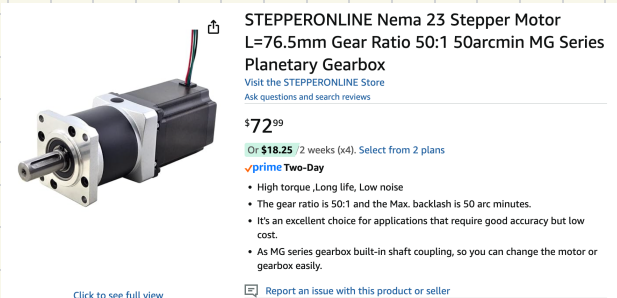 STEPPERONLINE Nema 23 Stepper Motor
L=76.5mm Gear Ratio 50:1 50arcmin MG Series
Planetary Gearbox
Visit the STEPPERONLINE Store
Ask questions and search reviews
$72 99
Or $18.25 /2 weeks (x4). Select from 2 plans
prime Two-Day
• High torque ,Long life, Low noise
• The gear ratio is 50:1 and the Max. backlash is 50 arc minutes.
• It's an excellent choice for applications that require good accuracy but low
cost.
• As MG series gearbox built-in shaft coupling, so you can change the motor or
gearbox easily.
Report an issue with this product or seller
Click to see full view